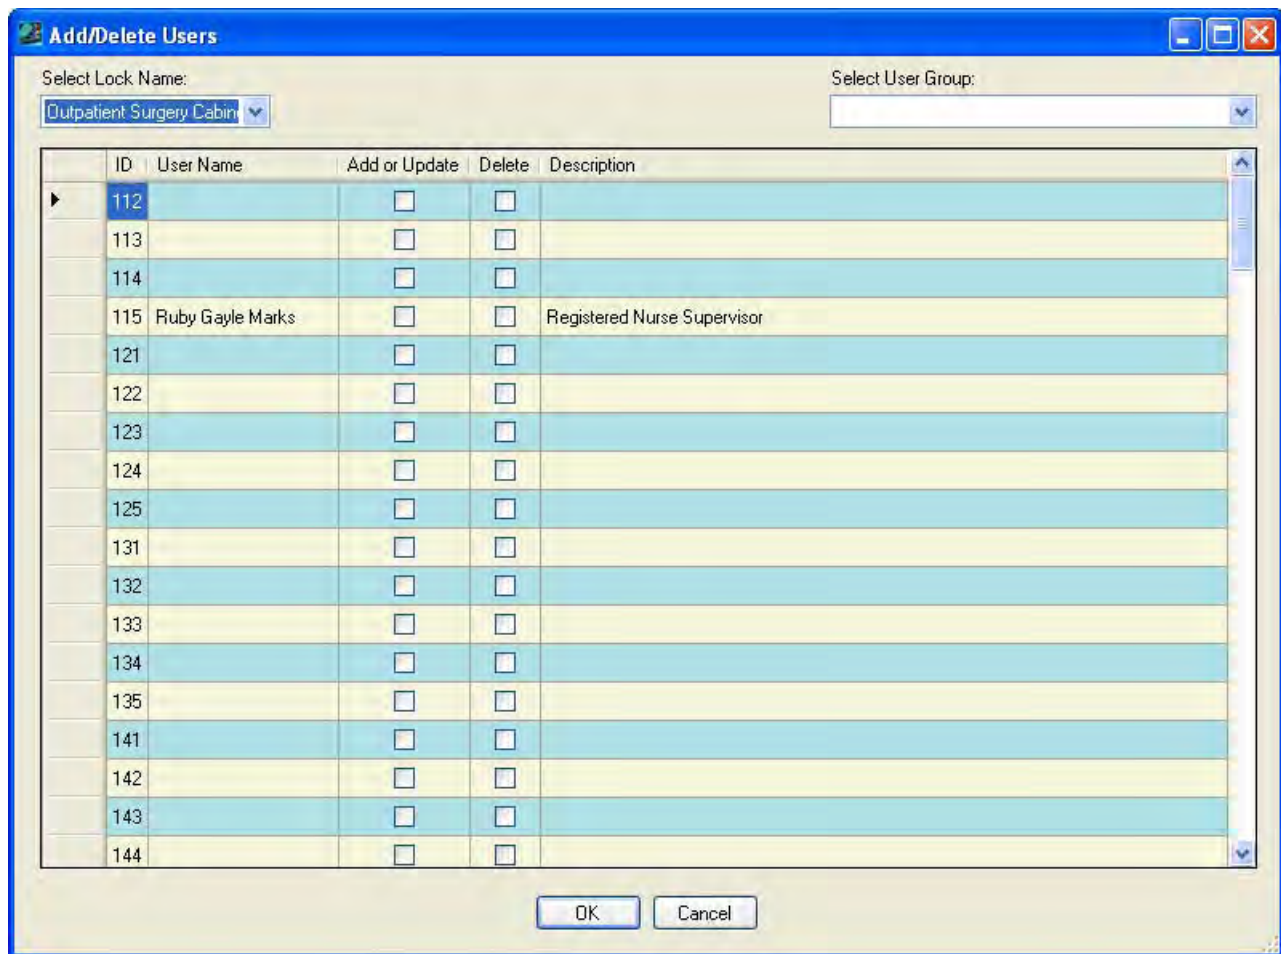 Add/Delete Users
Select Lock Name: Select User Group:
Outpatient Surgery Cabin
ID User Name Add or Update Delete Description
112
113
114
115 Ruby Gayle Marks Registered Nurse Supervisor
121
122
123
124
125
131
132
133
134
135
141
142
143
144
OK Cancel